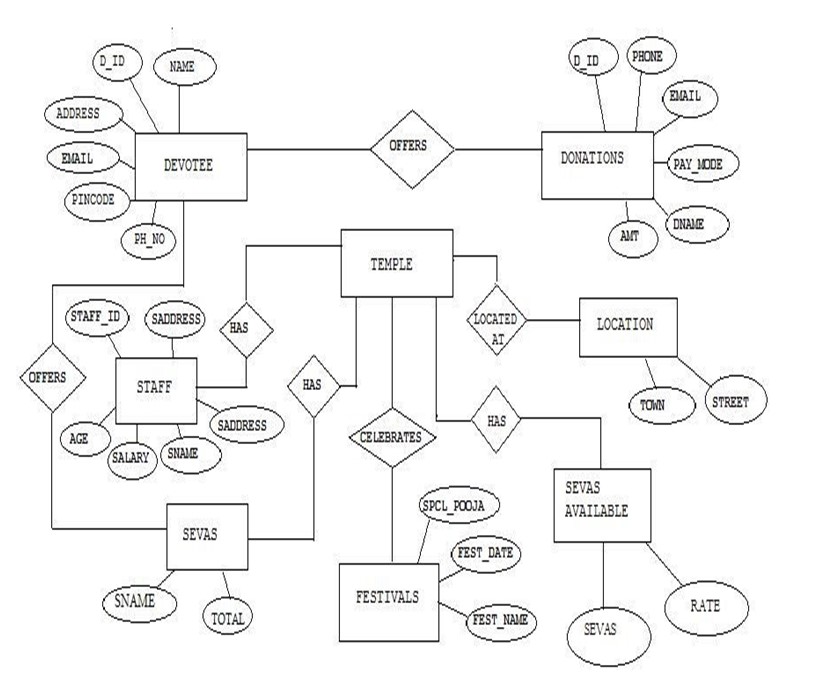 D_ID
NAME
D_ID
PHONE
ADDRESS
EMAIL
EMAIL
PINCODE
PH_NO
DEVOTEE
OFFERS
DONATIONS
PAY_MODE
DNAME
AMT
TEMPLE
STAFF_ID
SADDRESS
HAS
LOCATED
AT
LOCATION
OFFERS
STAFF
HAS
TOWN
STREET
AGE
SALARY
SNAME
SADDRESS
CELEBRATES
HAS
SEVAS
SPCL_POOJA
SEVAS
AVAILABLE
FEST_DATE
FESTIVALS
FEST_NAME
SNAME
TOTAL
SEVAS
RATE